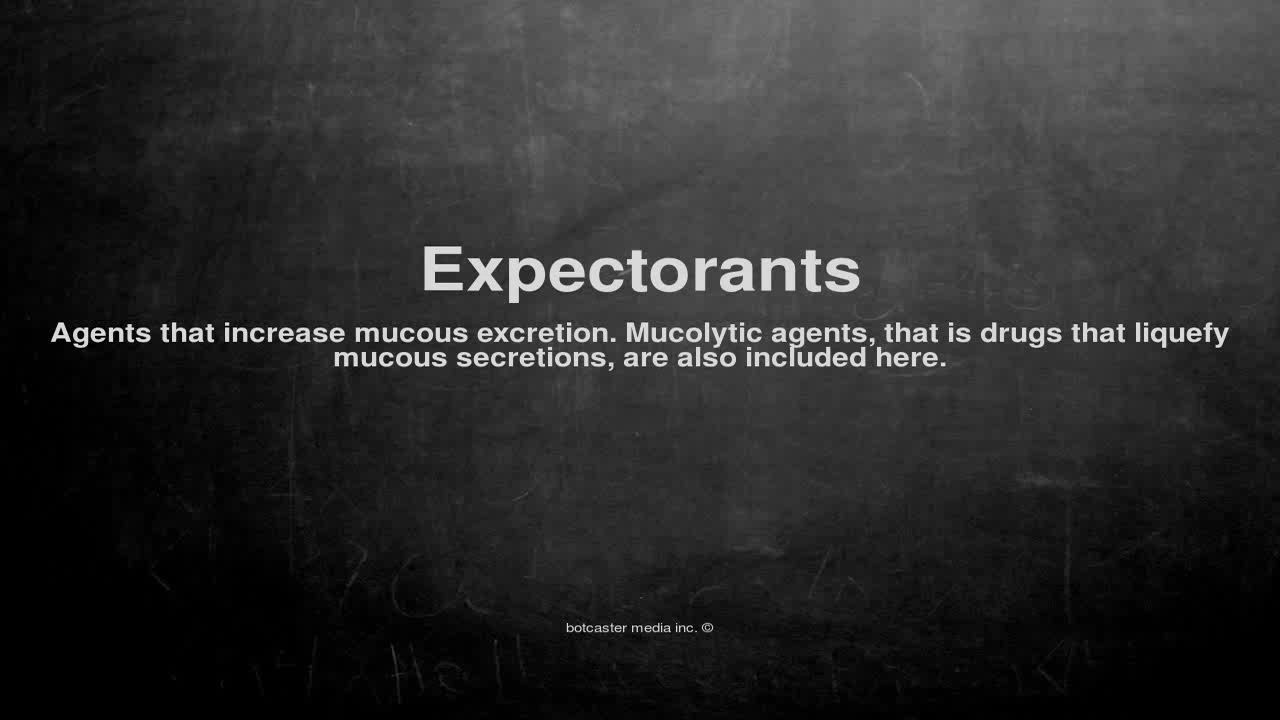 Expectorants
Agents that increase mucous excretion. Mucolytic agents, that is drugs that liquefy
mucous secretions, are also included here.
botcaster media inc. ©